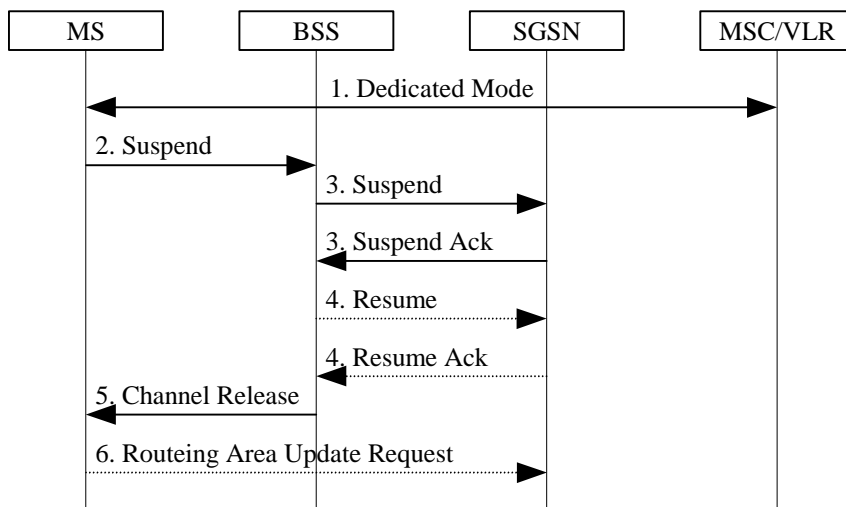 MS BSS SGSN MSC/VLR
1. Dedicated Mode
2. Suspend
3. Suspend
3. Suspend Ack
4. Resume
4. Resume Ack
5. Channel Release
6. Routeing Area Update Request